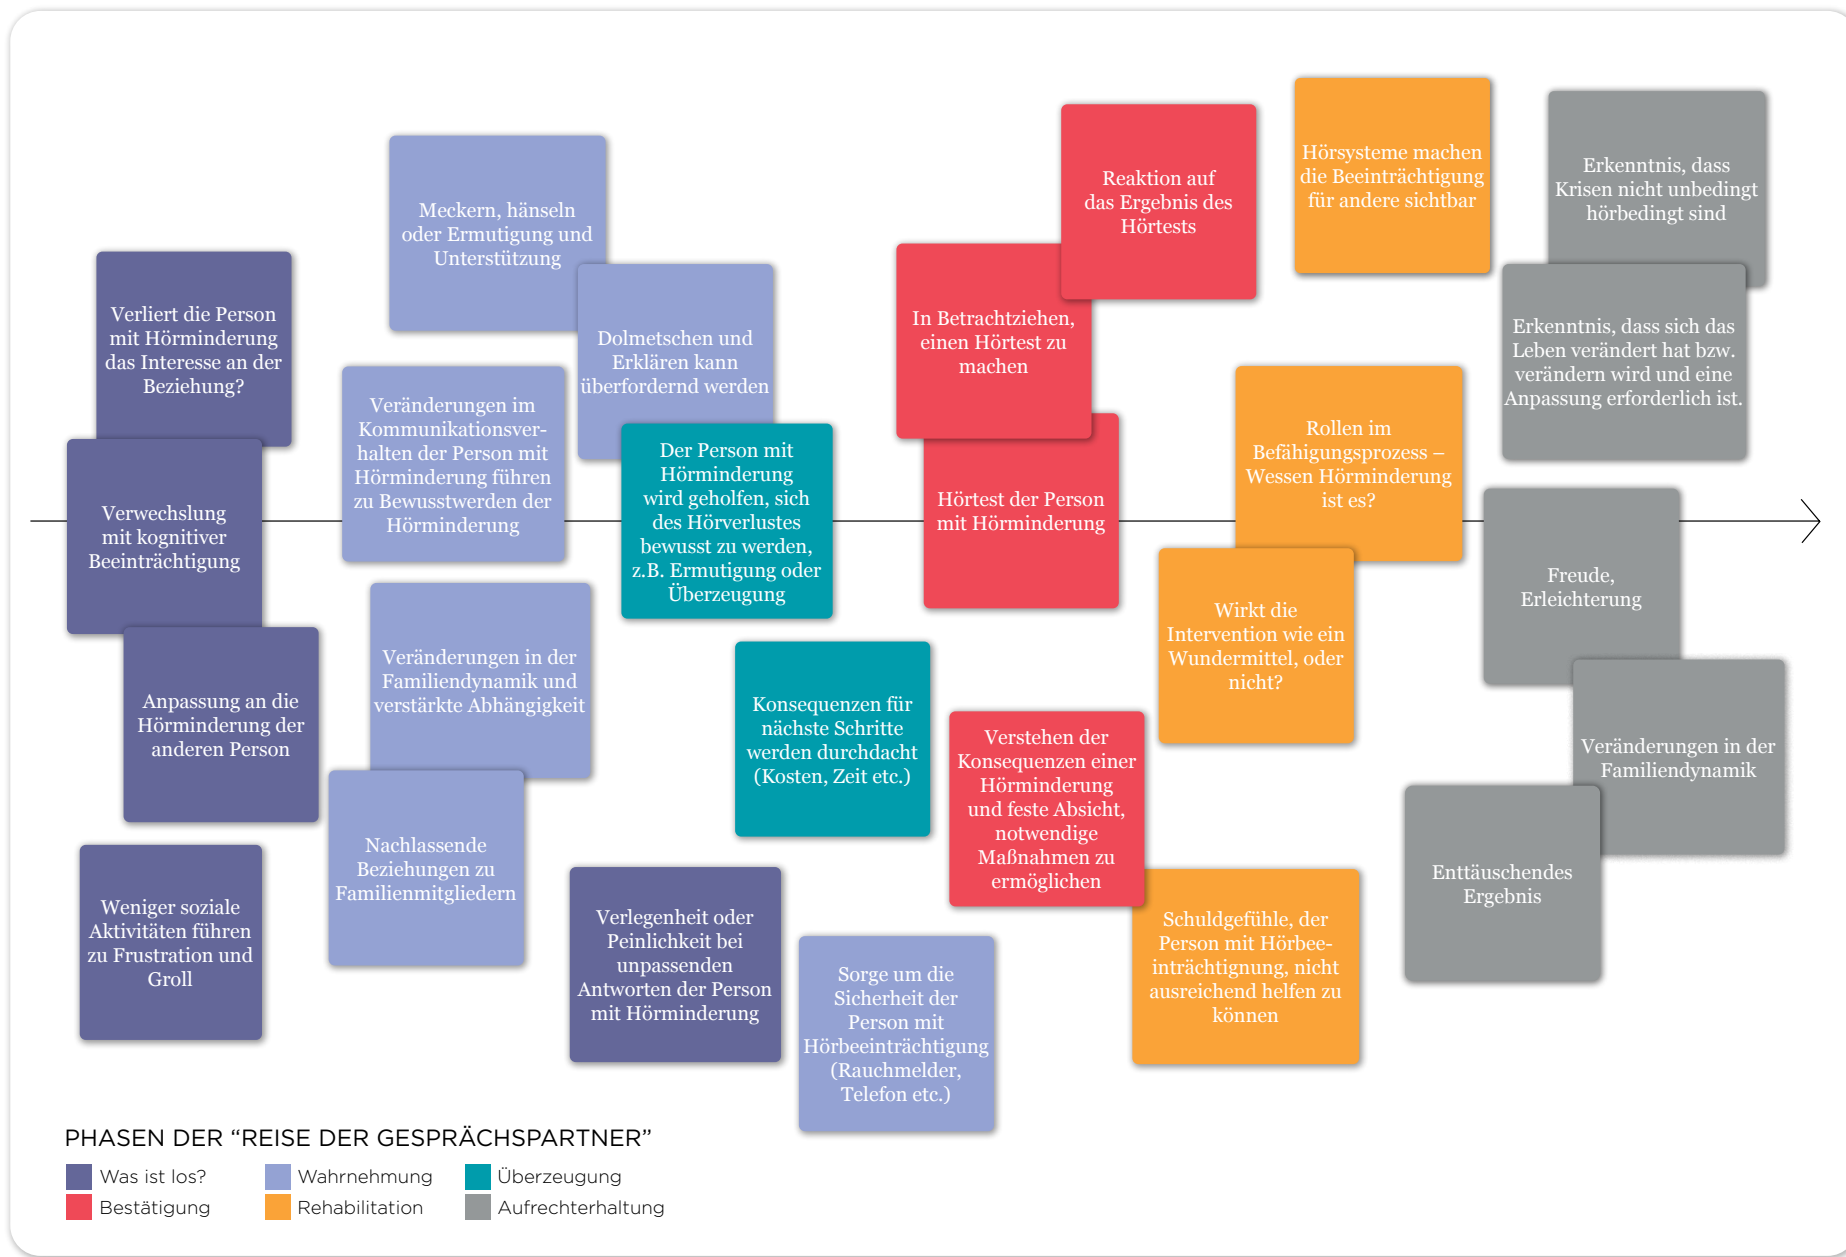 Verliert die Person
mit Hörminderung
das Interesse an der
Beziehung?
Verwechslung
mit kognitiver
Beeinträchtigung
Anpassung an die
Hörminderung der
anderen Person
Weniger soziale
Aktivitäten führen
zu Frustration und
Groll
Meckern, hänseln
oder Ermutigung und
Unterstützung
Dolmetschen und
Erklären kann
überfordernd werden
Veränderungen im
Kommunikationsver-
halten der Person mit
Hörminderung führen
zu Bewusstwerden der
Hörminderung
Veränderungen in der
Familiendynamik und
verstärkte Abhängigkeit
Nachlassende
Beziehungen zu
Familienmitgliedern
Der Person mit
Hörminderung
wird geholfen, sich
des Hörverlustes
bewusst zu werden,
z.B. Ermutigung oder
Überzeugung
Konsequenzen für
nächste Schritte
werden durchdacht
(Kosten, Zeit etc.)
Verlegenheit oder
Peinlichkeit bei
unpassenden
Antworten der Person
mit Hörminderung
Sorge um die
Sicherheit der
Person mit
Hörbeeinträchtigung
(Rauchmelder,
Telefon etc.)
Reaktion auf
das Ergebnis des
Hörtests
In Betrachtziehen,
einen Hörtest zu
machen
Hörtest der Person
mit Hörminderung
Verstehen der
Konsequenzen einer
Hörminderung
und feste Absicht,
notwendige
Maßnahmen zu
ermöglichen
Hörsysteme machen
die Beeinträchtigung
für andere sichtbar
Rollen im
Befähigungsprozess –
Wessen Hörminderung
ist es?
Wirkt die
Intervention wie ein
Wundermittel, oder
nicht?
Schuldgefühle, der
Person mit Hörbee-
inträchtignung, nicht
ausreichend helfen zu
können
Erkenntnis, dass
Krisen nicht unbedingt
hörbedingt sind
Erkenntnis, dass sich das
Leben verändert hat bzw.
verändern wird und eine
Anpassung erforderlich ist.
Freude,
Erleichterung
Veränderungen in der
Familiendynamik
Enttäuschendes
Ergebnis
PHASEN DER “REISE DER GESPRÄCHSPARTNER”
Was ist los?
Wahrnehmung
Überzeugung
Bestätigung
Rehabilitation
Aufrechterhaltung